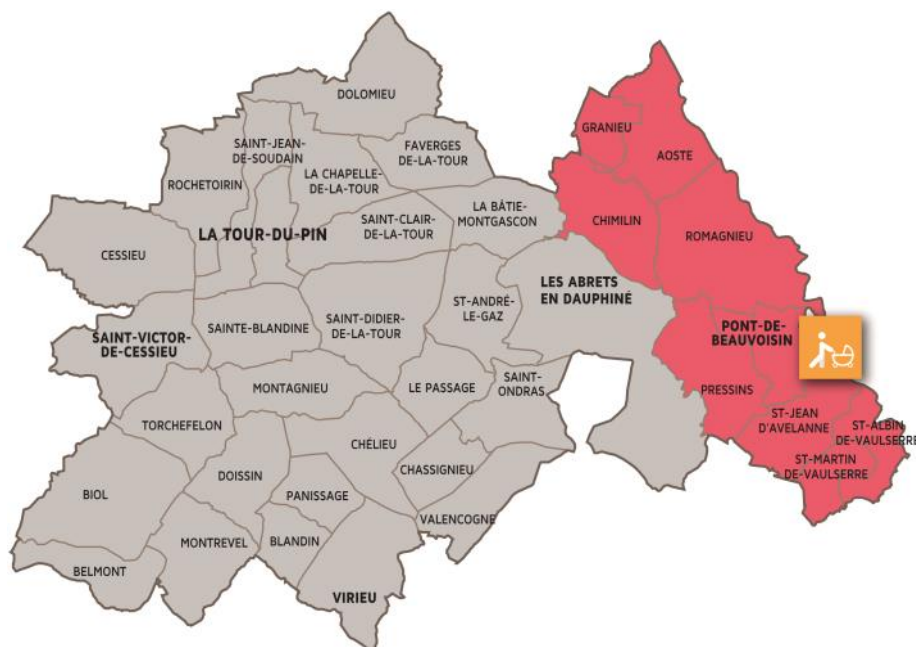 DOLOMIEU
GRANIEU
SAINT-JEAN-
DE-SOUDAIN
FAVERGES
DE-LA-TOUR
AOSTE
ROCHETOIRIN
LA CHAPELLE-
DE-LA-TOUR
LA BÂTIE-
MONTGASCON
CHIMILIN
SAINT-CLAIR-
DE-LA-TOUR
LA TOUR-DU-PIN
ROMAGNIEU
CESSIEU
LES ABRETS
EN DAUPHINÉ
ST-ANDRÉ-
LE-GAZ
SAINT-VICTOR-
DE-CESSIEU
SAINTE-BLANDINE
SAINT-DIDIER-
DE-LA-TOUR
PONT-DE-
BEAUVOISIN
MONTAGNIEU
LE PASSAGE
SAINT-
ONDRAS
PRESSINS
TORCHEFELON
CHÉLIEU
ST-JEAN
D'AVELANNE
ST-ALBIN
DE-VAULSERRE
ST-MARTIN
DE-VAULSERRE
DOISSIN
CHASSIGNIEU
BIOL
PANISSAGE
VALENCOGNE
MONTREVEL
BLANDIN
BELMONT
VIRIEU